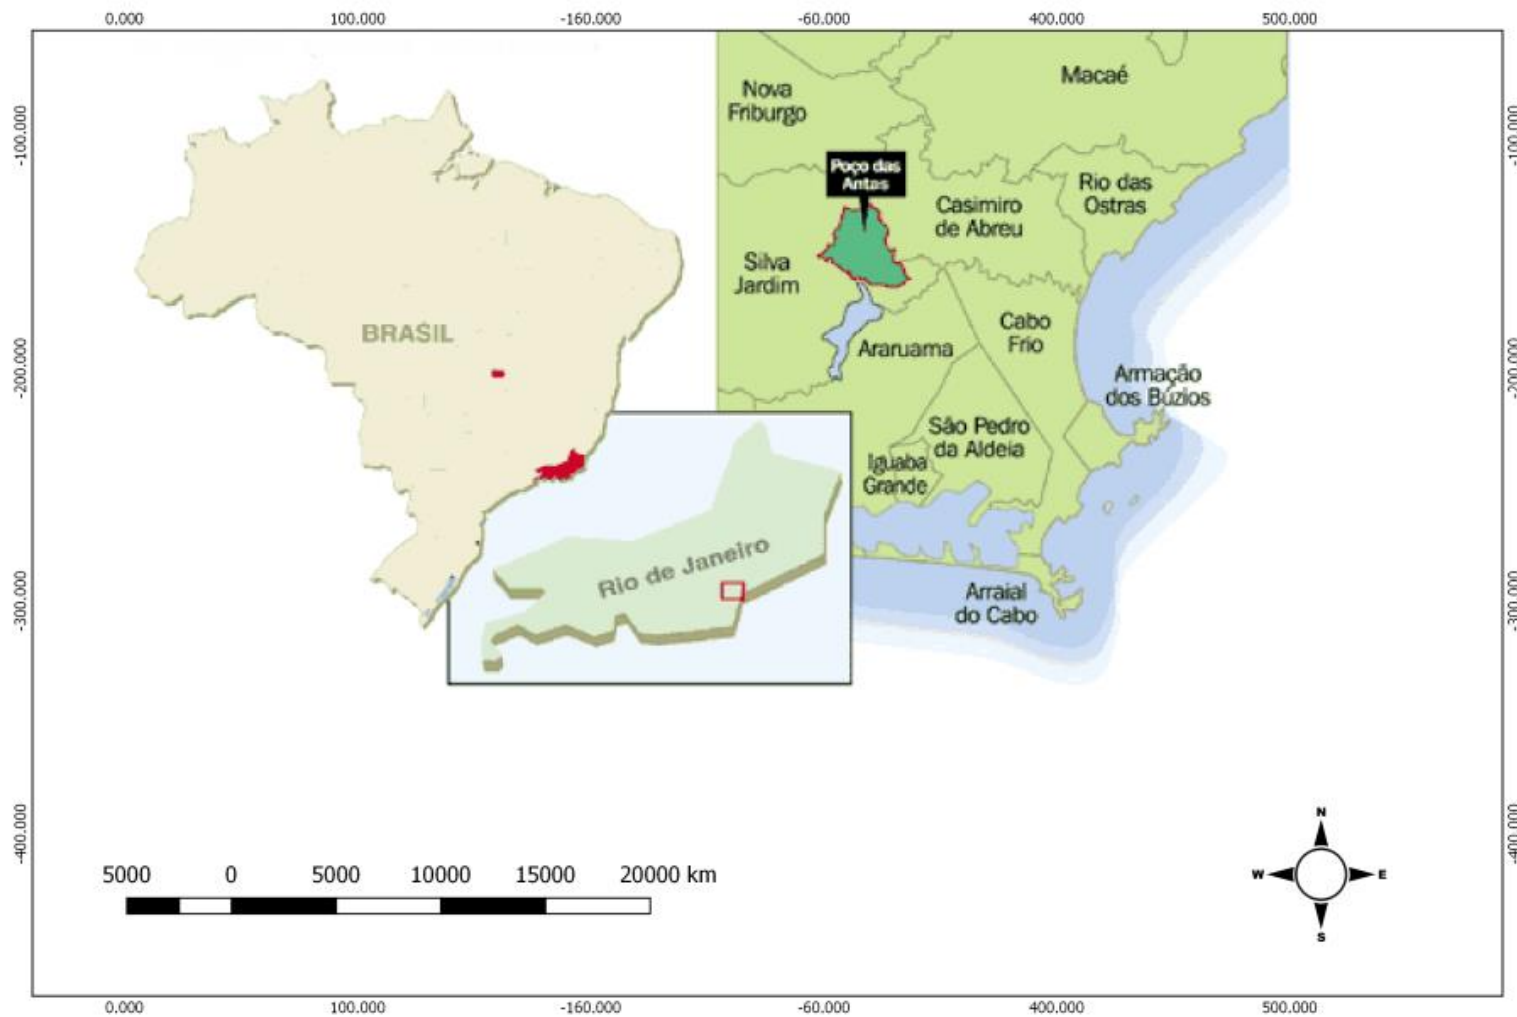 0.000 100.000 -160.000 -60.000 400.000 500.000
-100.000
-200.000
-300.000
-400.000
BRASIL
Rio de Janeiro
Nova
Friburgo
Macaé
Poço das
Antas
Casimiro
de Abreu
Rio das
Ostras
Silva
Jardim
Araruama
Cabo
Frio
Armação
dos Búzios
São Pedro
da Aldeia
Iguaba
Grande
Arraial
do Cabo
-100.000
-200.000
-300.000
-400.000
5000 0 5000 10000 15000 20000 km
N
W E
S
0.000 100.000 -160.000 -60.000 400.000 500.000